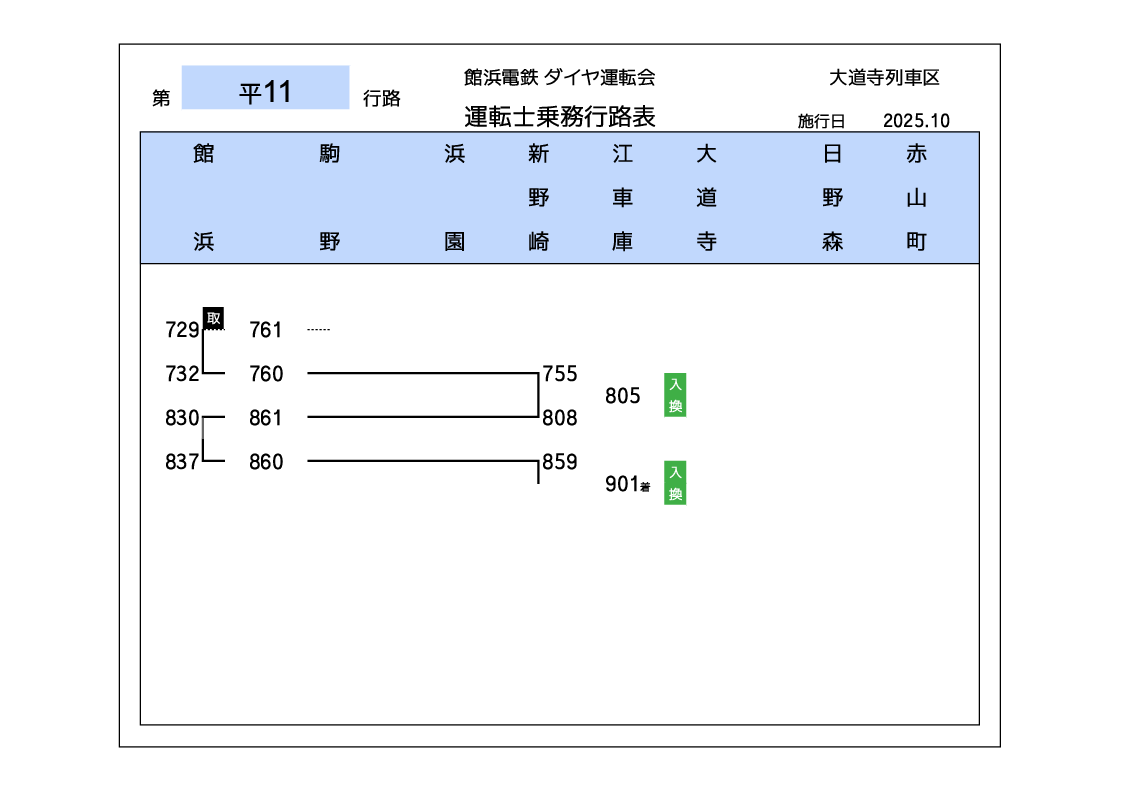 館浜電鉄 ダイヤ運転会
大道寺列車区
第 平11 行路
運転士乗務行路表
施行日 2025.10
館浜 駒野 浜園 新野崎 江車庫 大道寺 日野森 赤山町
729 取 761
732 760 755
805 入換
830 861 808
837 860 859
901着 入換